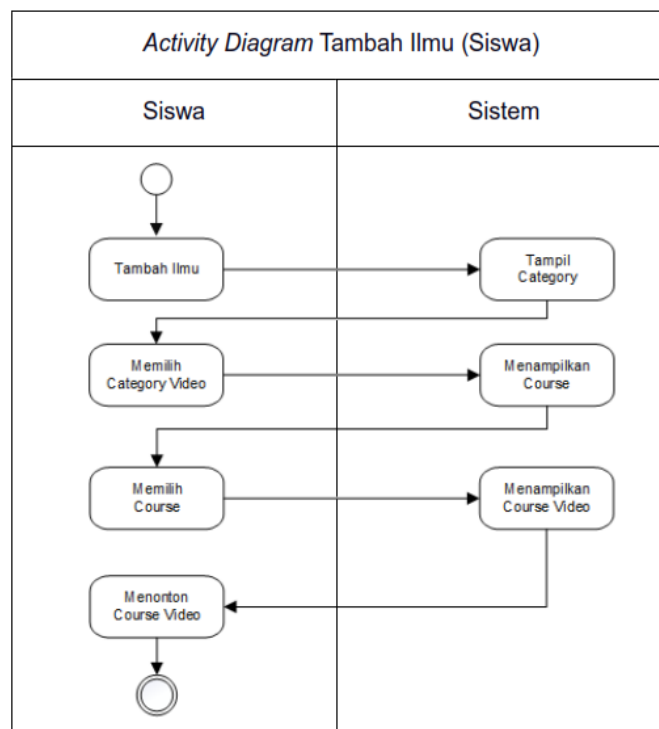 Activity Diagram Tambah Ilmu (Siswa)
Siswa
Sistem
Tambah Ilmu
Tampil
Category
Memilih
Category Video
Menampilkan
Course
Memilih
Course
Menampilkan
Course Video
Menonton
Course Video